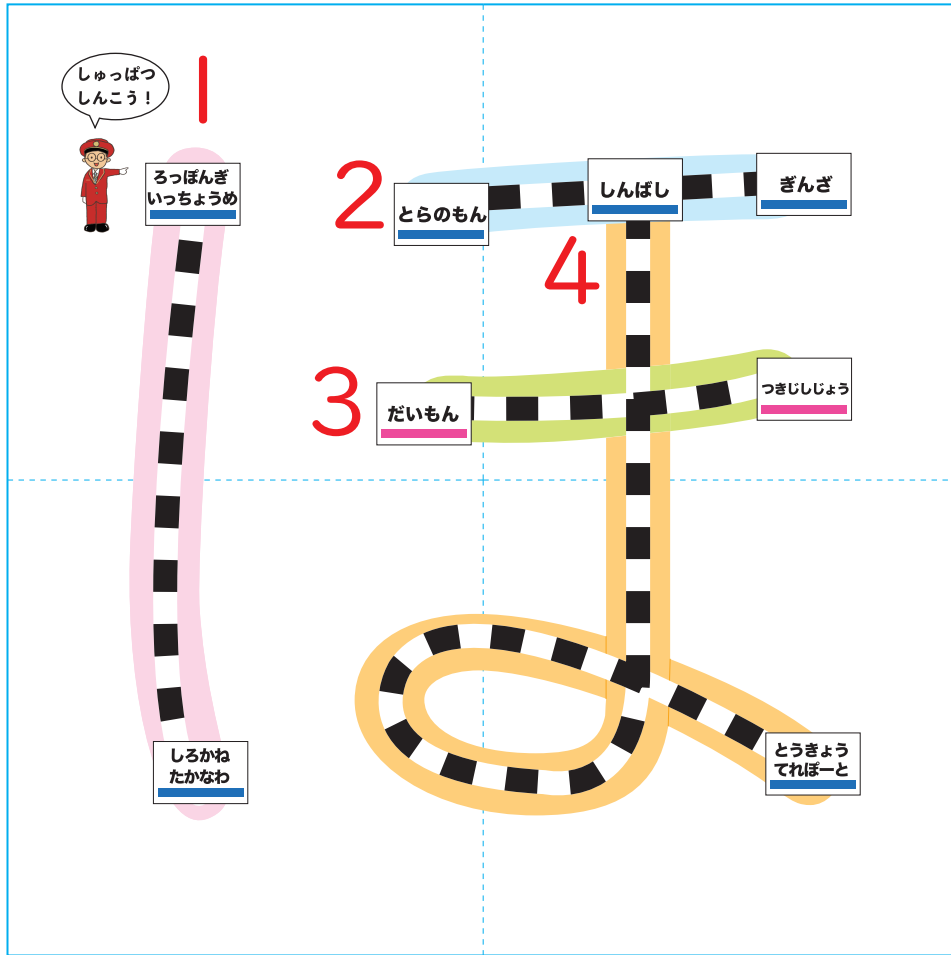 しゅっぱつ
しんこう！
1
ろっぽんぎ
いっちょうめ
しろかね
たかなわ
2
とらのもん
しんばし
ぎんざ
4
3
だいもん
つきじしじょう
とうきょう
てれぽーと